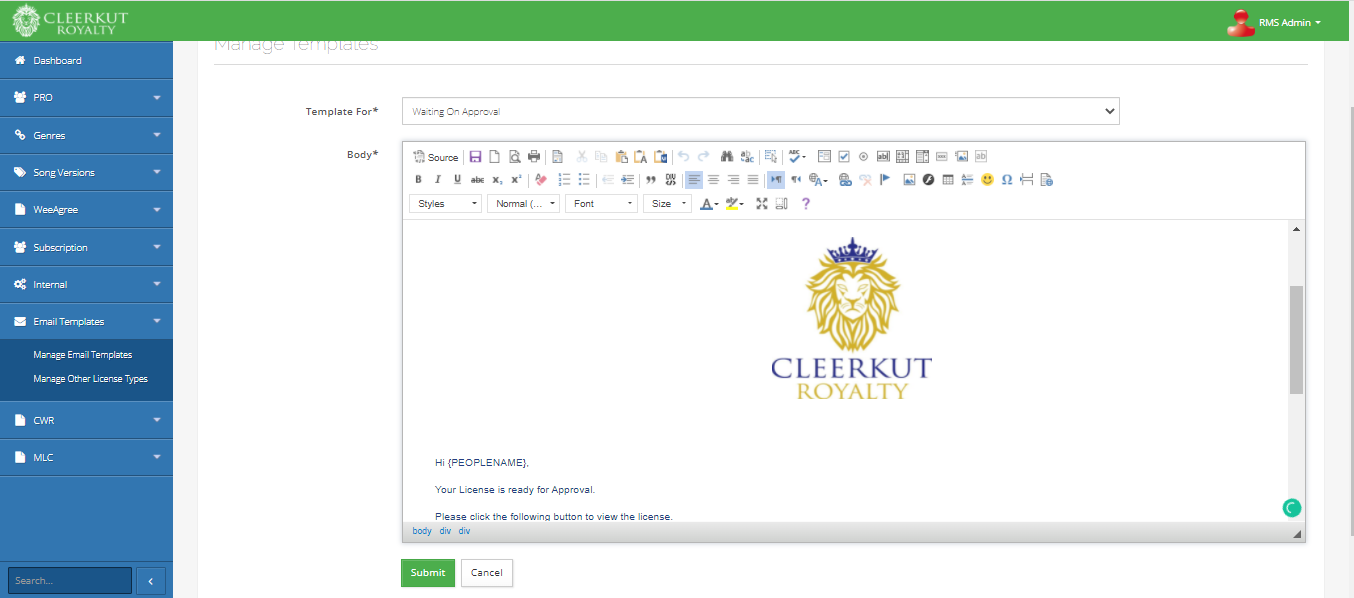 CLEERKUT
ROYALTY
RMS Admin
Manage Templates
Dashboard
PRO
Genres
Song Versions
WeeAgree
Subscription
Internal
Email Templates
Manage Email Templates
Manage Other License Types
CWR
MLC
Search...
Template For*
Waiting On Approval
Body*
Source
Styles
Normal (...
Font
Size
CLEERKUT
ROYALTY
Hi {PEOPLENAME},
Your License is ready for Approval.
Please click the following button to view the license.
body div div
Submit
Cancel